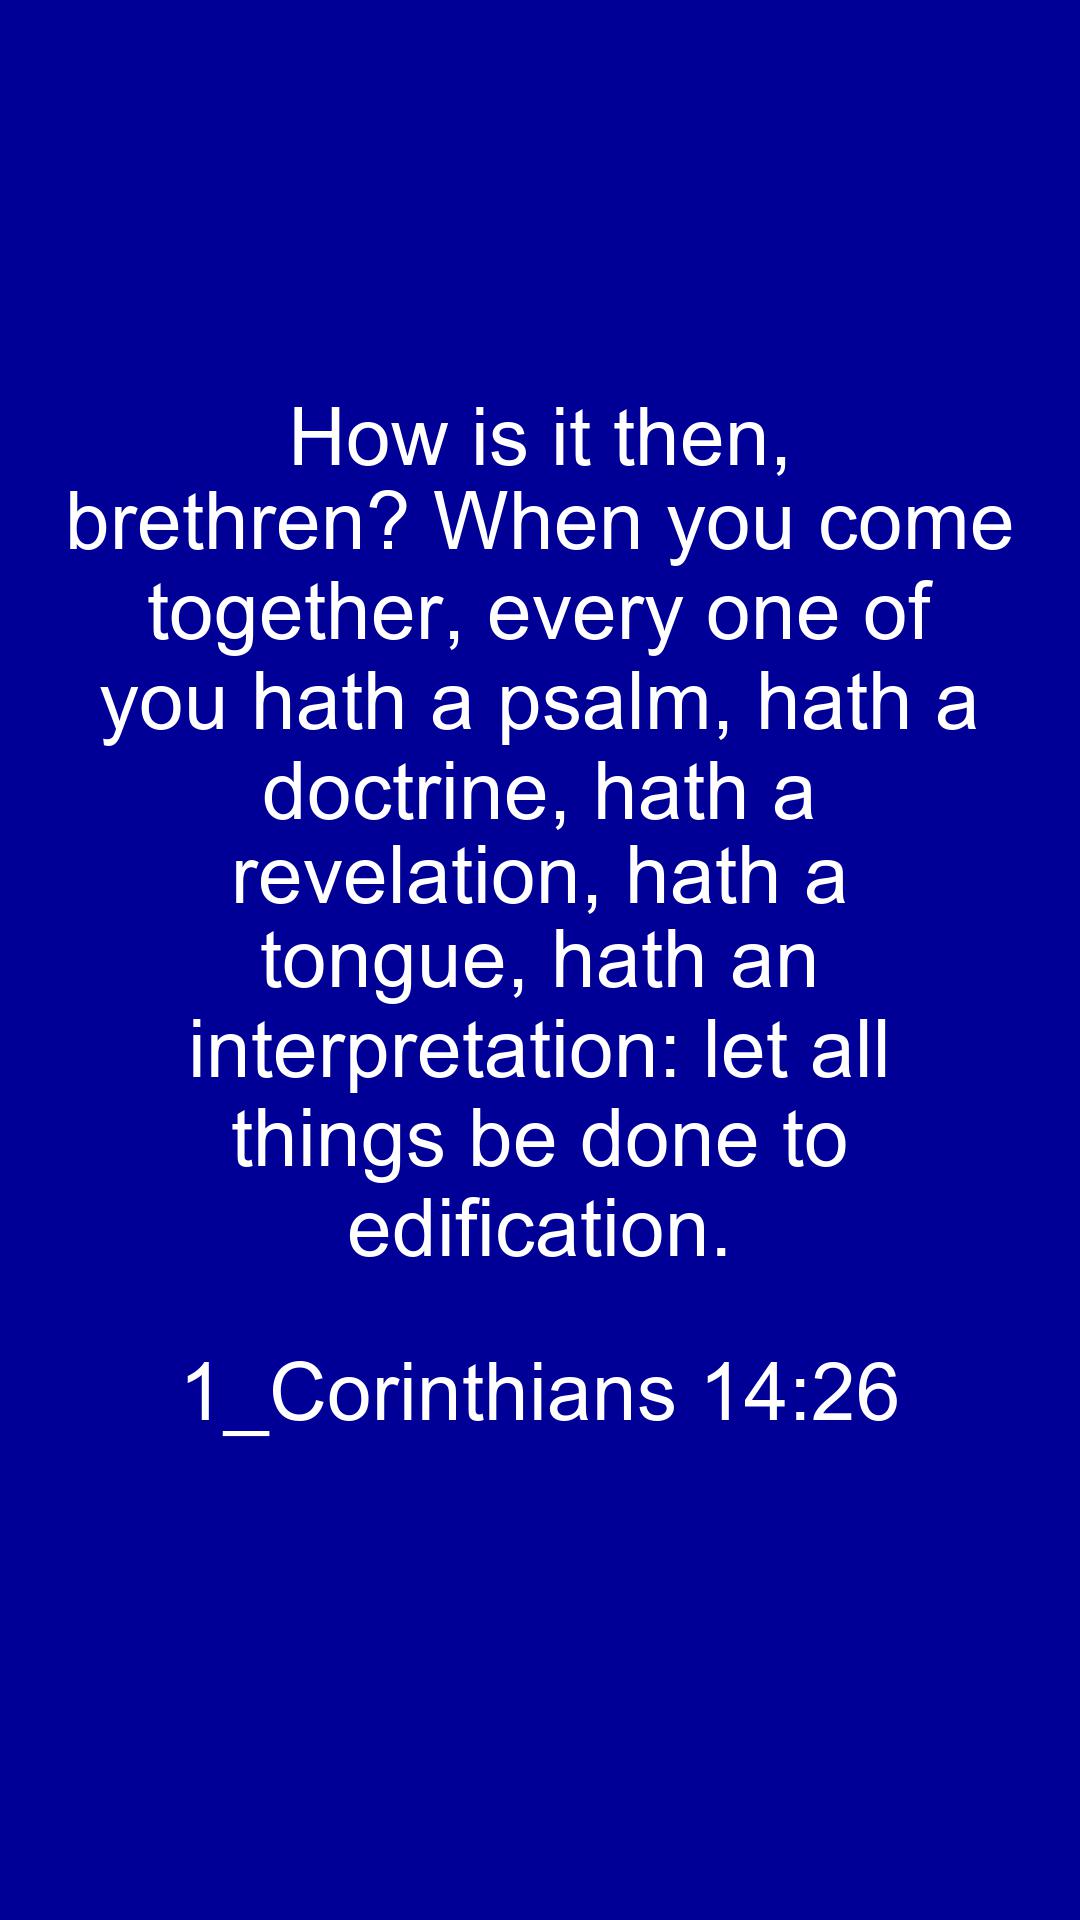 How is it then,
brethren? When you come
together, every one of
you hath a psalm, hath a
doctrine, hath a
revelation, hath a
tongue, hath an
interpretation: let all
things be done to
edification.
1_Corinthians 14:26